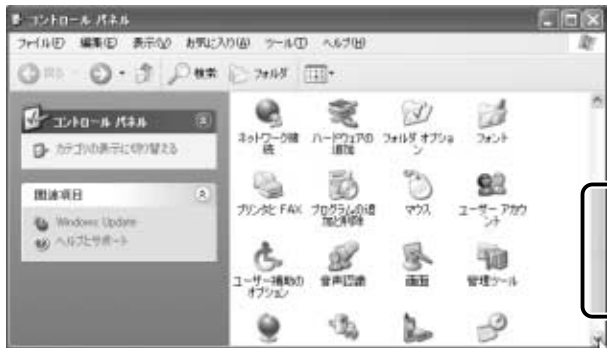 コントロール パネル
ファイル(F) 編集(E) 表示(V) お気に入り(A) ツール(T) ヘルプ(H)
戻る 検索 フォルダ
コントロール パネル
カテゴリの表示に切り替える
関連項目
Windows Update
ヘルプとサポート
ネットワーク接続
ハードウェアの追加
フォルダ オプション
フォント
プリンタと FAX
プログラムの追加と削除
マウス
ユーザー アカウント
ユーザー補助のオプション
音声認識
画面
管理ツール